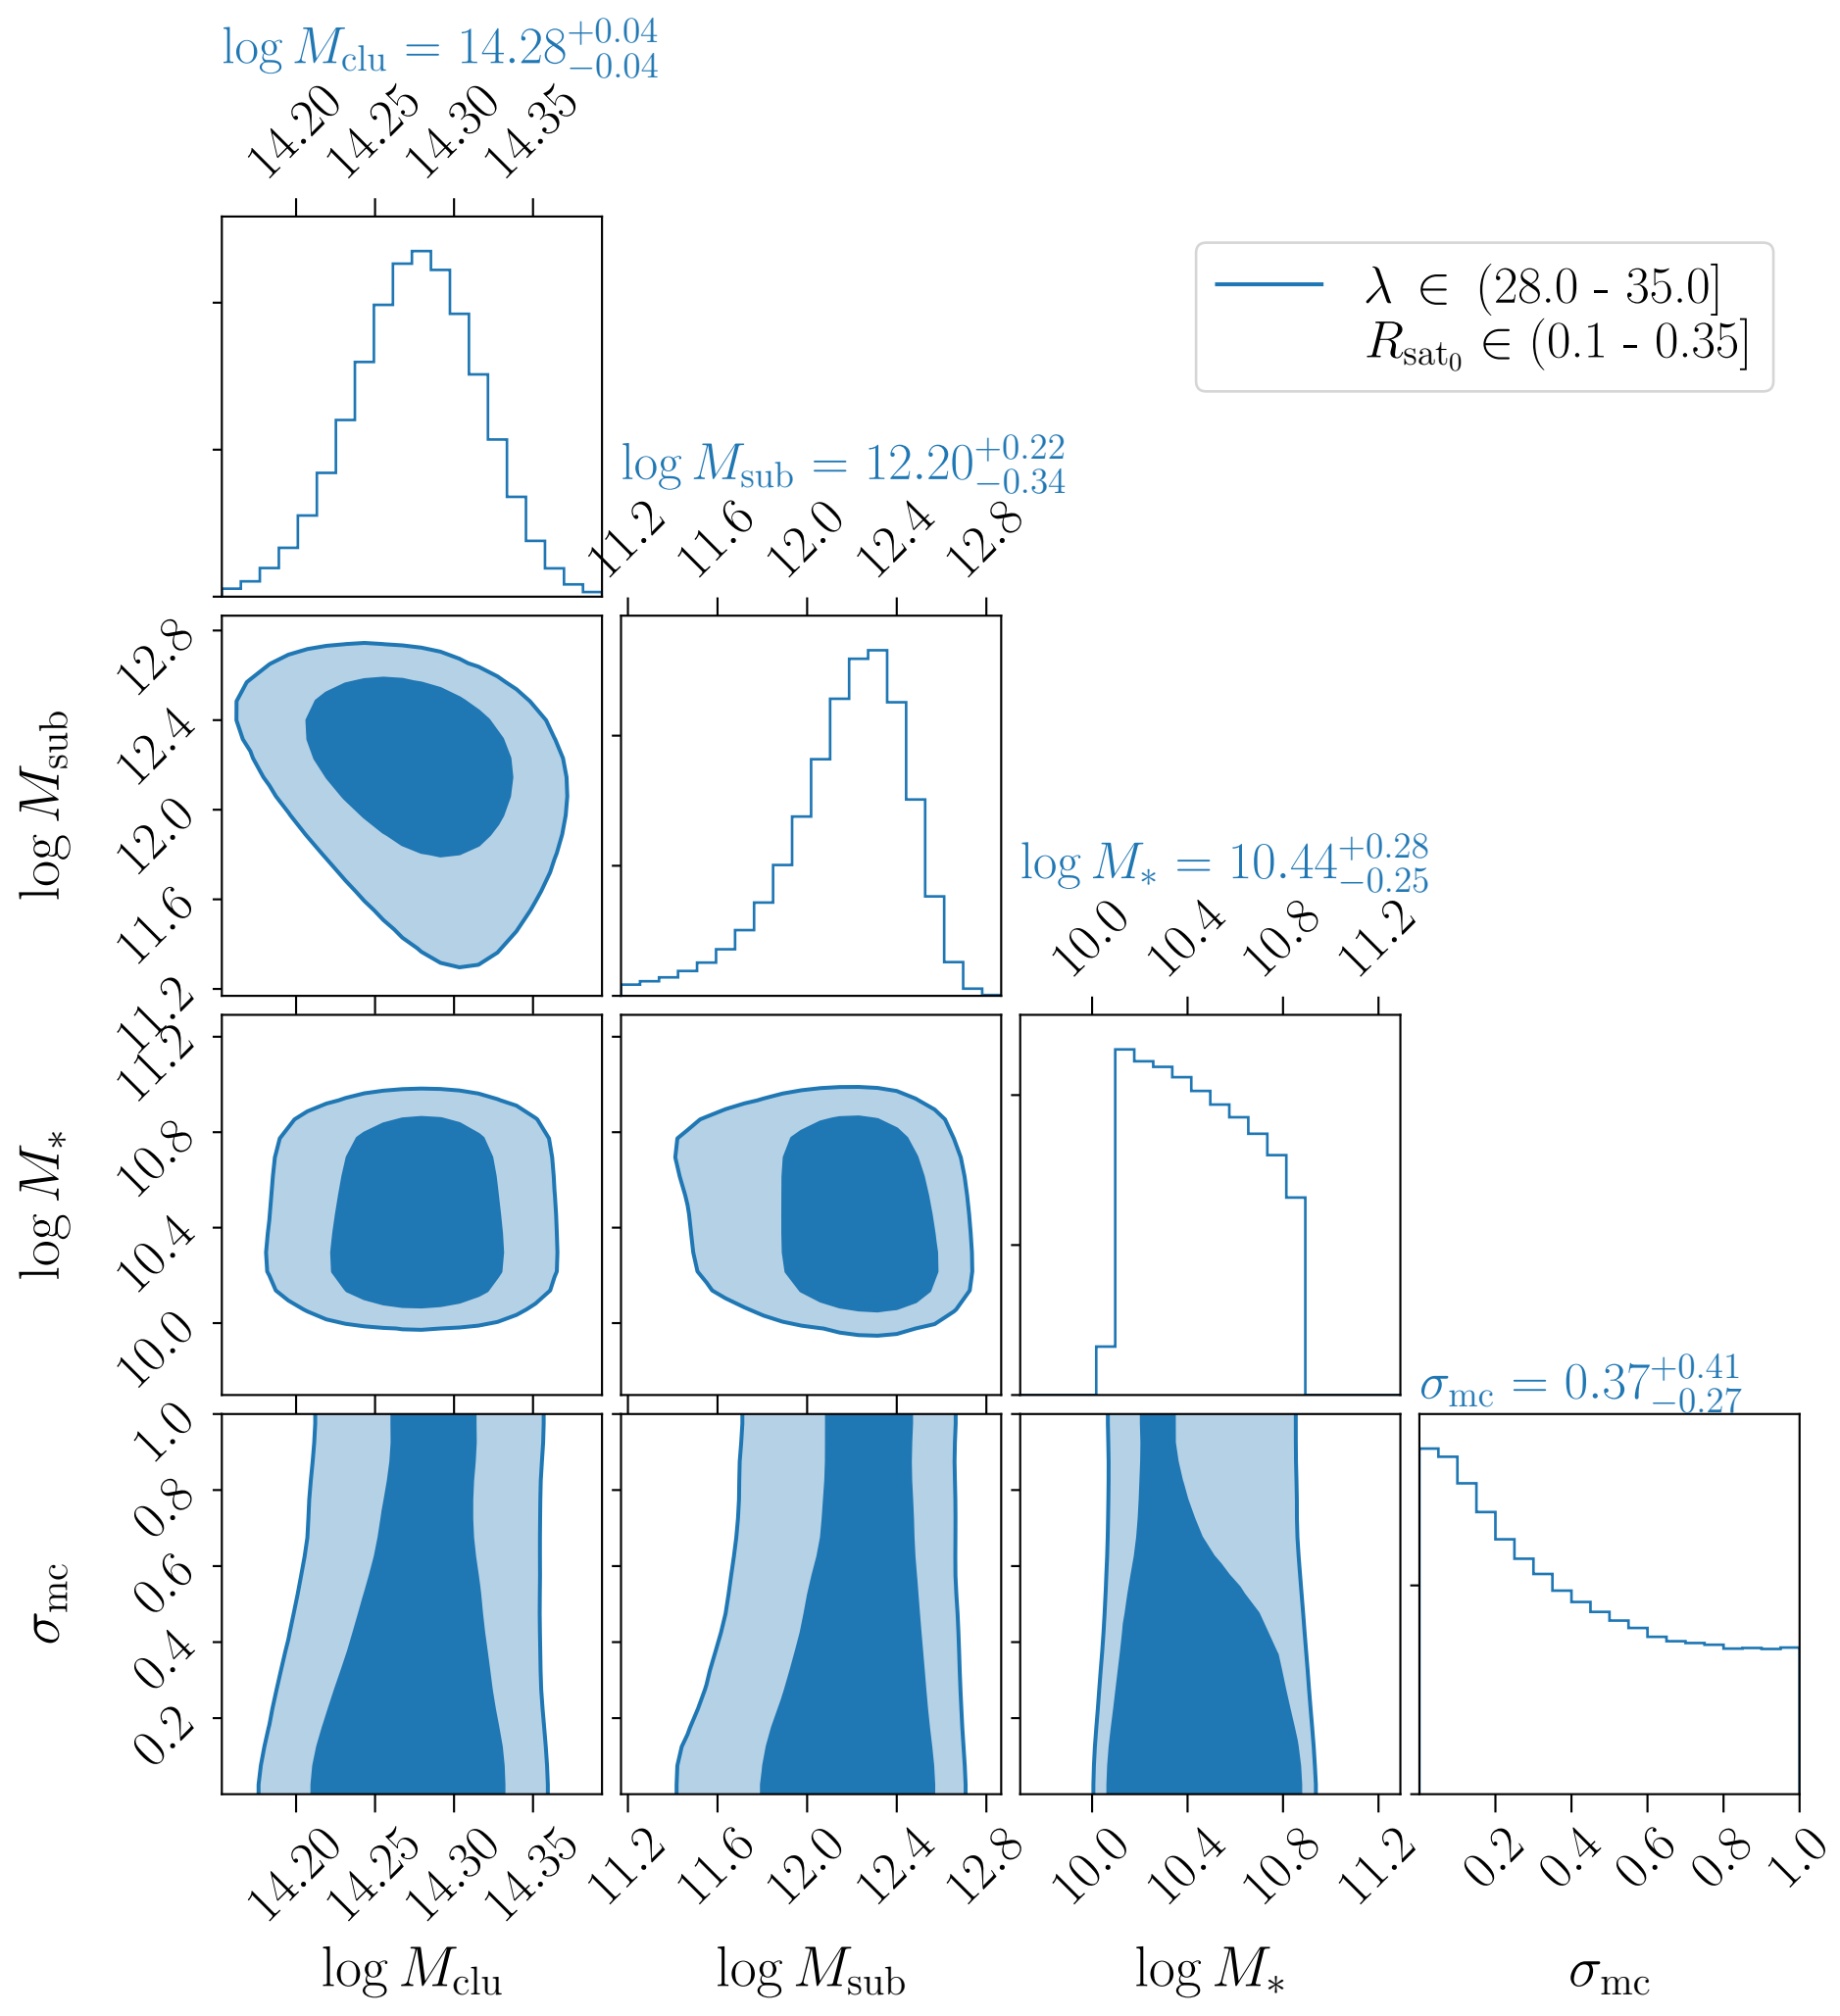 log M_clu = 14.28^{+0.04}_{-0.04}
14.20 14.25 14.30 14.35
λ ∈ (28.0 - 35.0]
R_{sat_0} ∈ (0.1 - 0.35]
log M_sub = 12.20^{+0.22}_{-0.34}
11.2 11.6 12.0 12.4 12.8
log M_sub
12.8
12.4
12.0
11.6
11.2
log M_* = 10.44^{+0.28}_{-0.25}
10.0 10.4 10.8 11.2
log M_*
11.2
10.8
10.4
10.0
σ_mc = 0.37^{+0.41}_{-0.27}
σ_mc
1.0
0.8
0.6
0.4
0.2
14.20 14.25 14.30 14.35 11.2 11.6 12.0 12.4 12.8 10.0 10.4 10.8 11.2 0.2 0.4 0.6 0.8 1.0
log M_clu log M_sub log M_* σ_mc